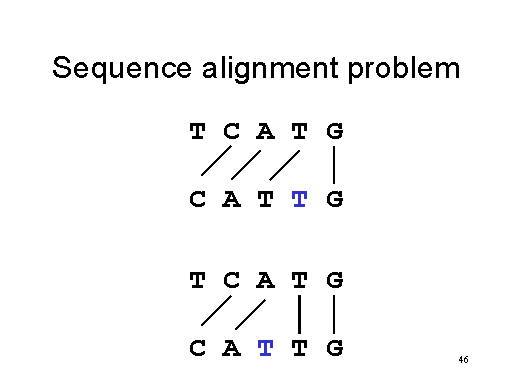 Sequence alignment problem
T C A T G
C A T T G
T C A T G
C A T T G
46